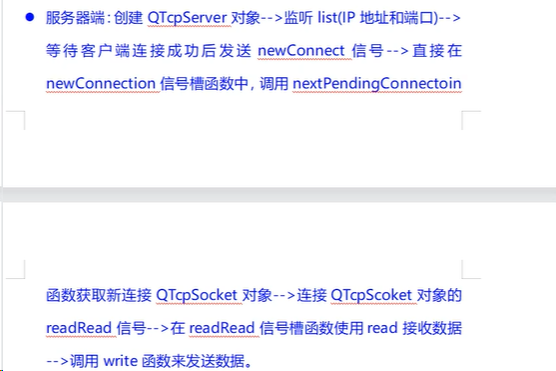 ● 服务器端:创建 QTcpServer 对象-->监听 list(IP 地址和端口)-->
等待客户端连接成功后发送 newConnect 信号-->直接在
newConnection 信号槽函数中，调用 nextPendingConnectoin
函数获取新连接 QTcpSocket 对象-->连接 QTcpScoket 对象的
readRead 信号-->在 readRead 信号槽函数使用 read 接收数据
-->调用 write 函数来发送数据。